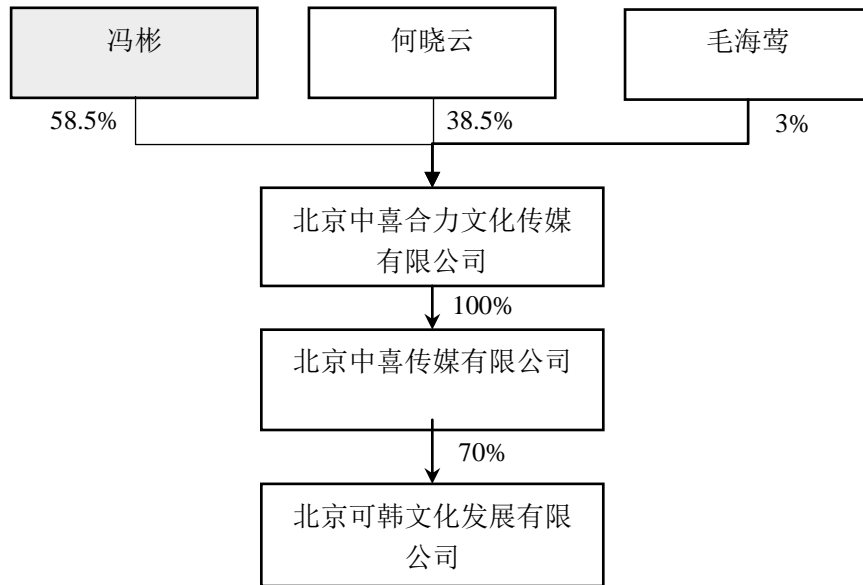 冯彬
何晓云
毛海莺
58.5%
38.5%
3%
北京中喜合力文化传媒
有限公司
100%
北京中喜传媒有限公司
70%
北京可韩文化发展有限
公司